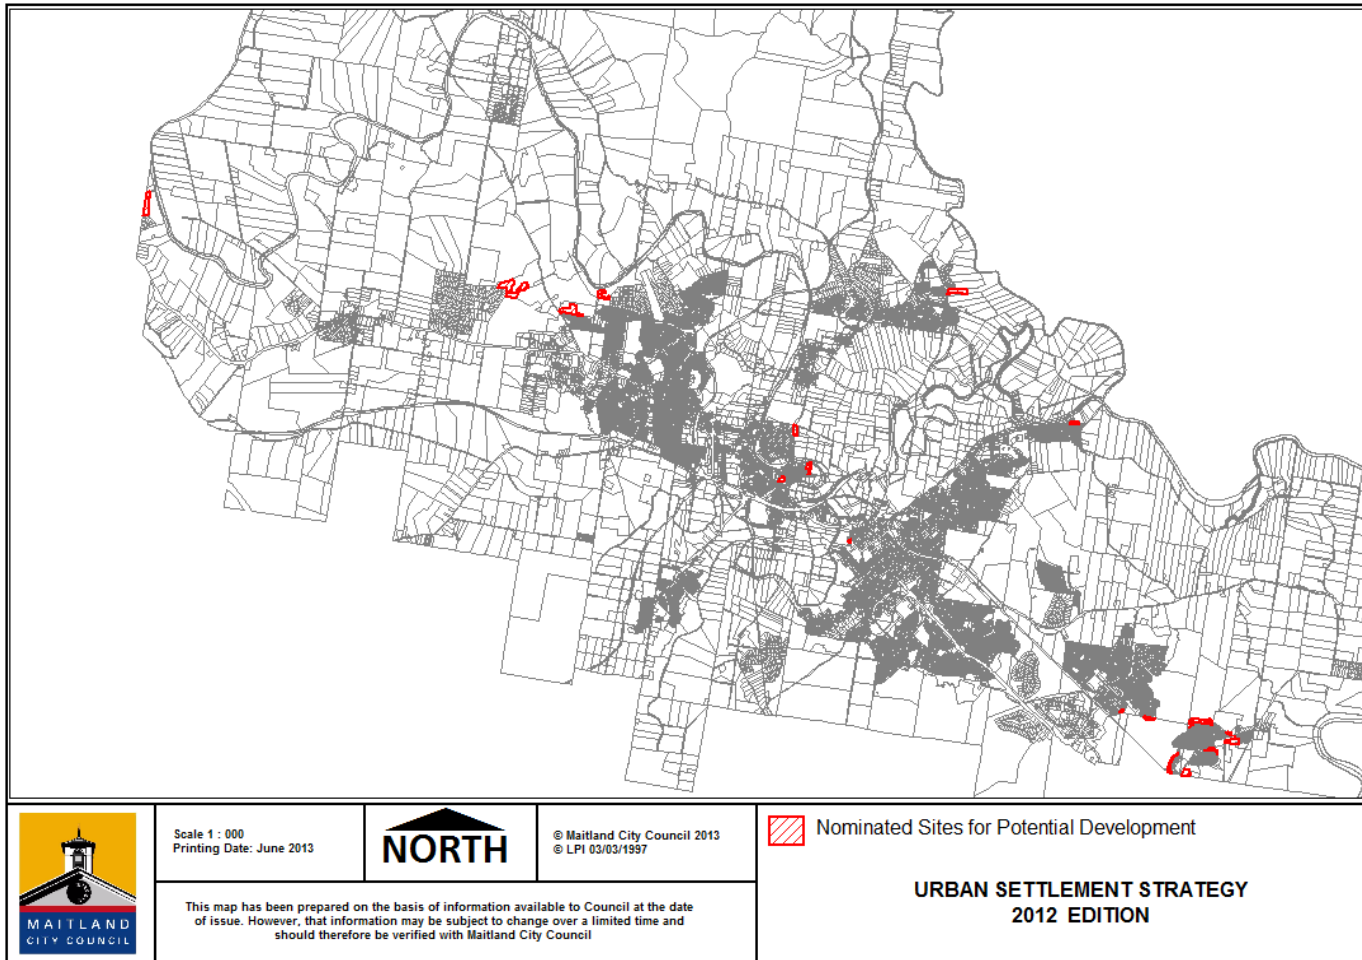 MAITLAND
CITY COUNCIL
Scale 1 : 000
Printing Date: June 2013
NORTH
© Maitland City Council 2013
© LPI 03/03/1997
This map has been prepared on the basis of information available to Council at the date
of issue. However, that information may be subject to change over a limited time and
should therefore be verified with Maitland City Council
Nominated Sites for Potential Development
URBAN SETTLEMENT STRATEGY
2012 EDITION